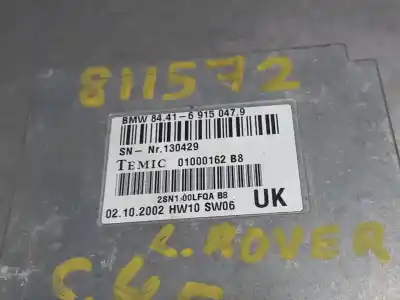 811572
BMW 84.41-6 915 047.9
SN- Nr.130429
TEMIC 01000162 B8
2SN1 00LFQA B8
02.10.2002 HW10 SW06 UK
L. ROVER